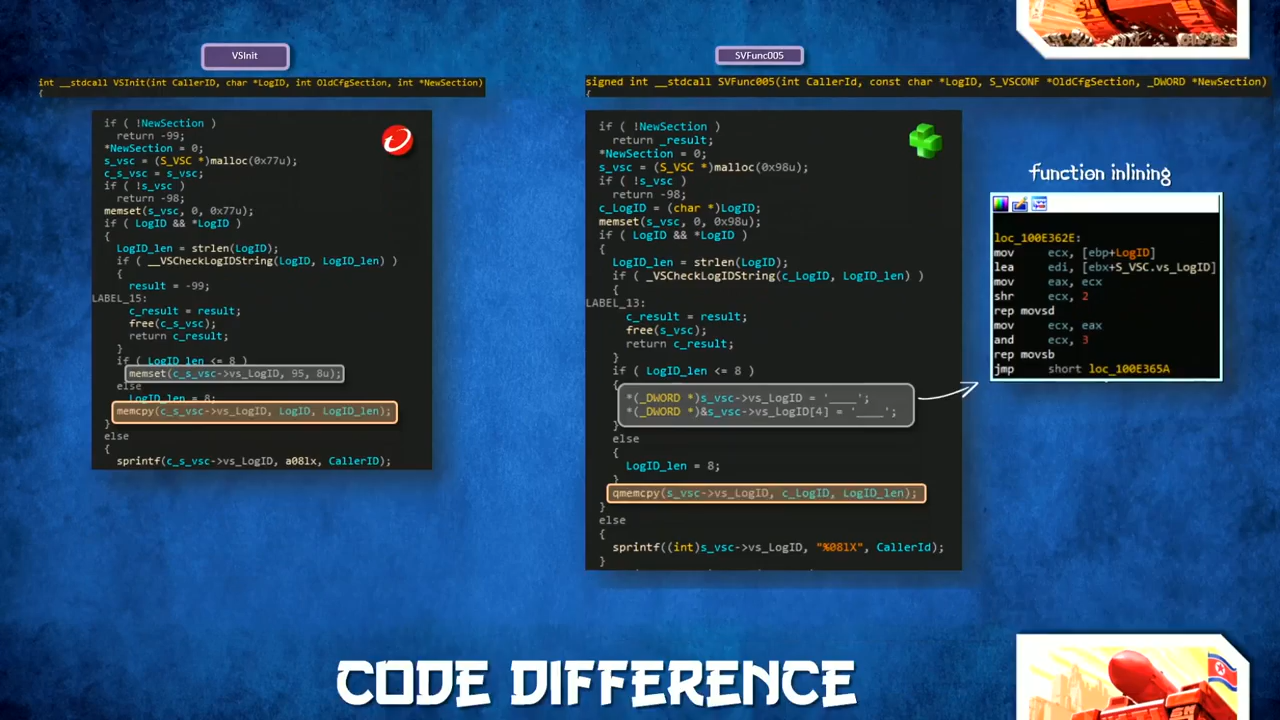 VSInit
int __stdcall VSInit(int CallerID, char *LogID, int OldCfgSection, int *NewSection)
{
if ( !NewSection )
return -99;
*NewSection = 0;
s_vsc = (S_VSC *)malloc(0x77u);
c_s_vsc = s_vsc;
if ( !s_vsc )
return -98;
memset(s_vsc, 0, 0x77u);
if ( LogID && *LogID )
{
LogID_len = strlen(LogID);
if ( __VSCheckLogIDString(LogID, LogID_len) )
{
result = -99;
LABEL_15:
c_result = result;
free(c_s_vsc);
return c_result;
}
if ( LogID_len <= 8 )
memset(c_s_vsc->vs_LogID, 95, 8u);
else
LogID_len = 8;
memcpy(c_s_vsc->vs_LogID, LogID, LogID_len);
}
else
sprintf(c_s_vsc->vs_LogID, a08lx, CallerID);
SVFunc005
signed int __stdcall SVFunc005(int CallerId, const char *LogID, S_VSCONF *OldCfgSection, _DWORD *NewSection)
{
if ( !NewSection )
return _result;
*NewSection = 0;
s_vsc = (S_VSC *)malloc(0x98u);
if ( !s_vsc )
return -98;
c_LogID = (char *)LogID;
memset(s_vsc, 0, 0x98u);
if ( LogID && *LogID )
{
LogID_len = strlen(LogID);
if ( _VSCheckLogIDString(c_LogID, LogID_len) )
{
LABEL_13:
c_result = result;
free(s_vsc);
return c_result;
}
if ( LogID_len <= 8 )
{
*(_DWORD *)s_vsc->vs_LogID = '____';
*(_DWORD *)&s_vsc->vs_LogID[4] = '____';
}
else
{
LogID_len = 8;
}
qmemcpy(s_vsc->vs_LogID, c_LogID, LogID_len);
}
else
{
sprintf((int)s_vsc->vs_LogID, "%08lX", CallerId);
}
function inlining
loc_100E362E:
mov ecx, [ebp+LogID]
lea edi, [ebx+S_VSC.vs_LogID]
mov eax, ecx
shr ecx, 2
rep movsd
mov ecx, eax
and ecx, 3
rep movsb
jmp short loc_100E365A
CODE DIFFERENCE